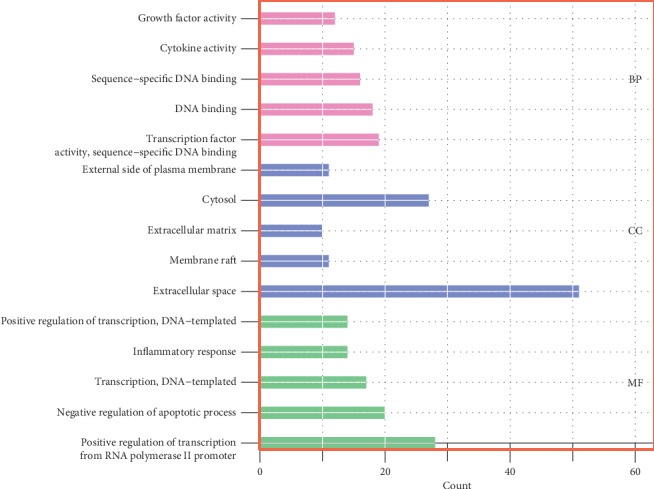 Growth factor activity
Cytokine activity
Sequence−specific DNA binding
BP
DNA binding
Transcription factor
activity, sequence−specific DNA binding
External side of plasma membrane
Cytosol
Extracellular matrix
CC
Membrane raft
Extracellular space
Positive regulation of transcription, DNA−templated
Inflammatory response
Transcription, DNA−templated
MF
Negative regulation of apoptotic process
Positive regulation of transcription
from RNA polymerase II promoter
0 20 40 60
Count